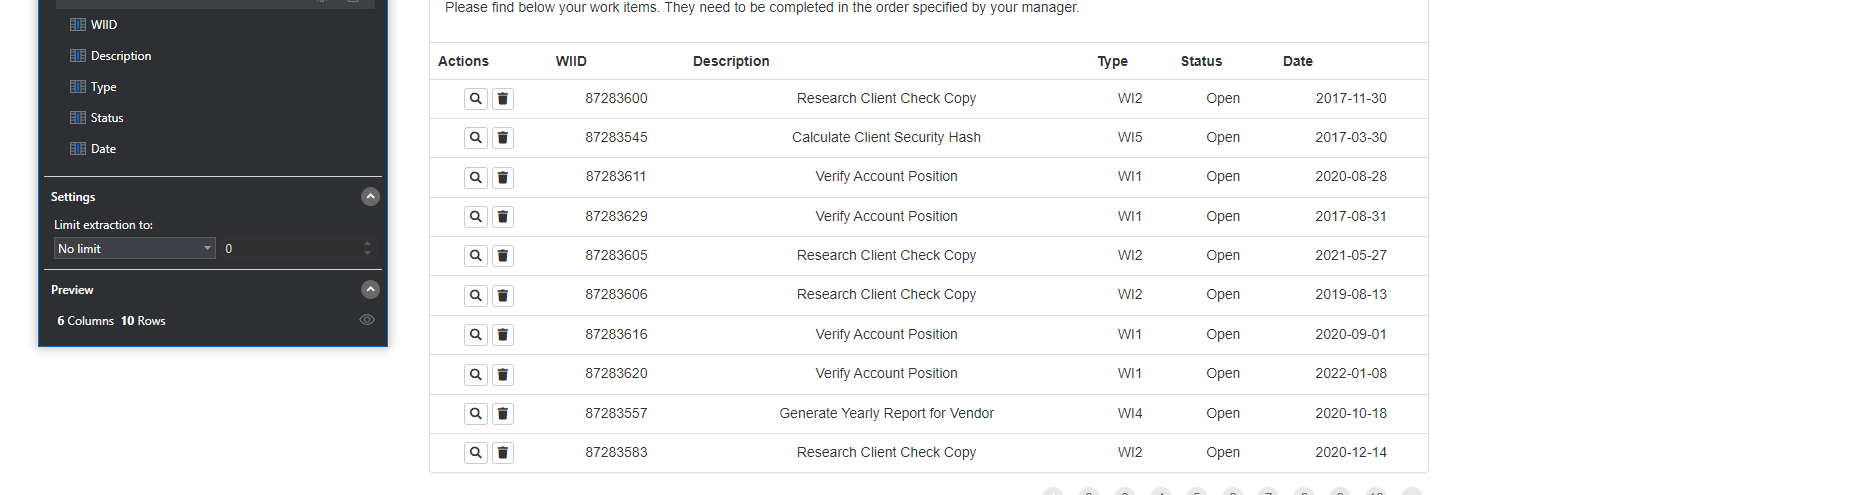 WIID
Description
Type
Status
Date
Settings
Limit extraction to:
No limit 0
Preview
6 Columns 10 Rows
Please find below your work items. They need to be completed in the order specified by your manager.
Actions WIID Description Type Status Date
87283600 Research Client Check Copy WI2 Open 2017-11-30
87283545 Calculate Client Security Hash WI5 Open 2017-03-30
87283611 Verify Account Position WI1 Open 2020-08-28
87283629 Verify Account Position WI1 Open 2017-08-31
87283605 Research Client Check Copy WI2 Open 2021-05-27
87283606 Research Client Check Copy WI2 Open 2019-08-13
87283616 Verify Account Position WI1 Open 2020-09-01
87283620 Verify Account Position WI1 Open 2022-01-08
87283557 Generate Yearly Report for Vendor WI4 Open 2020-10-18
87283583 Research Client Check Copy WI2 Open 2020-12-14